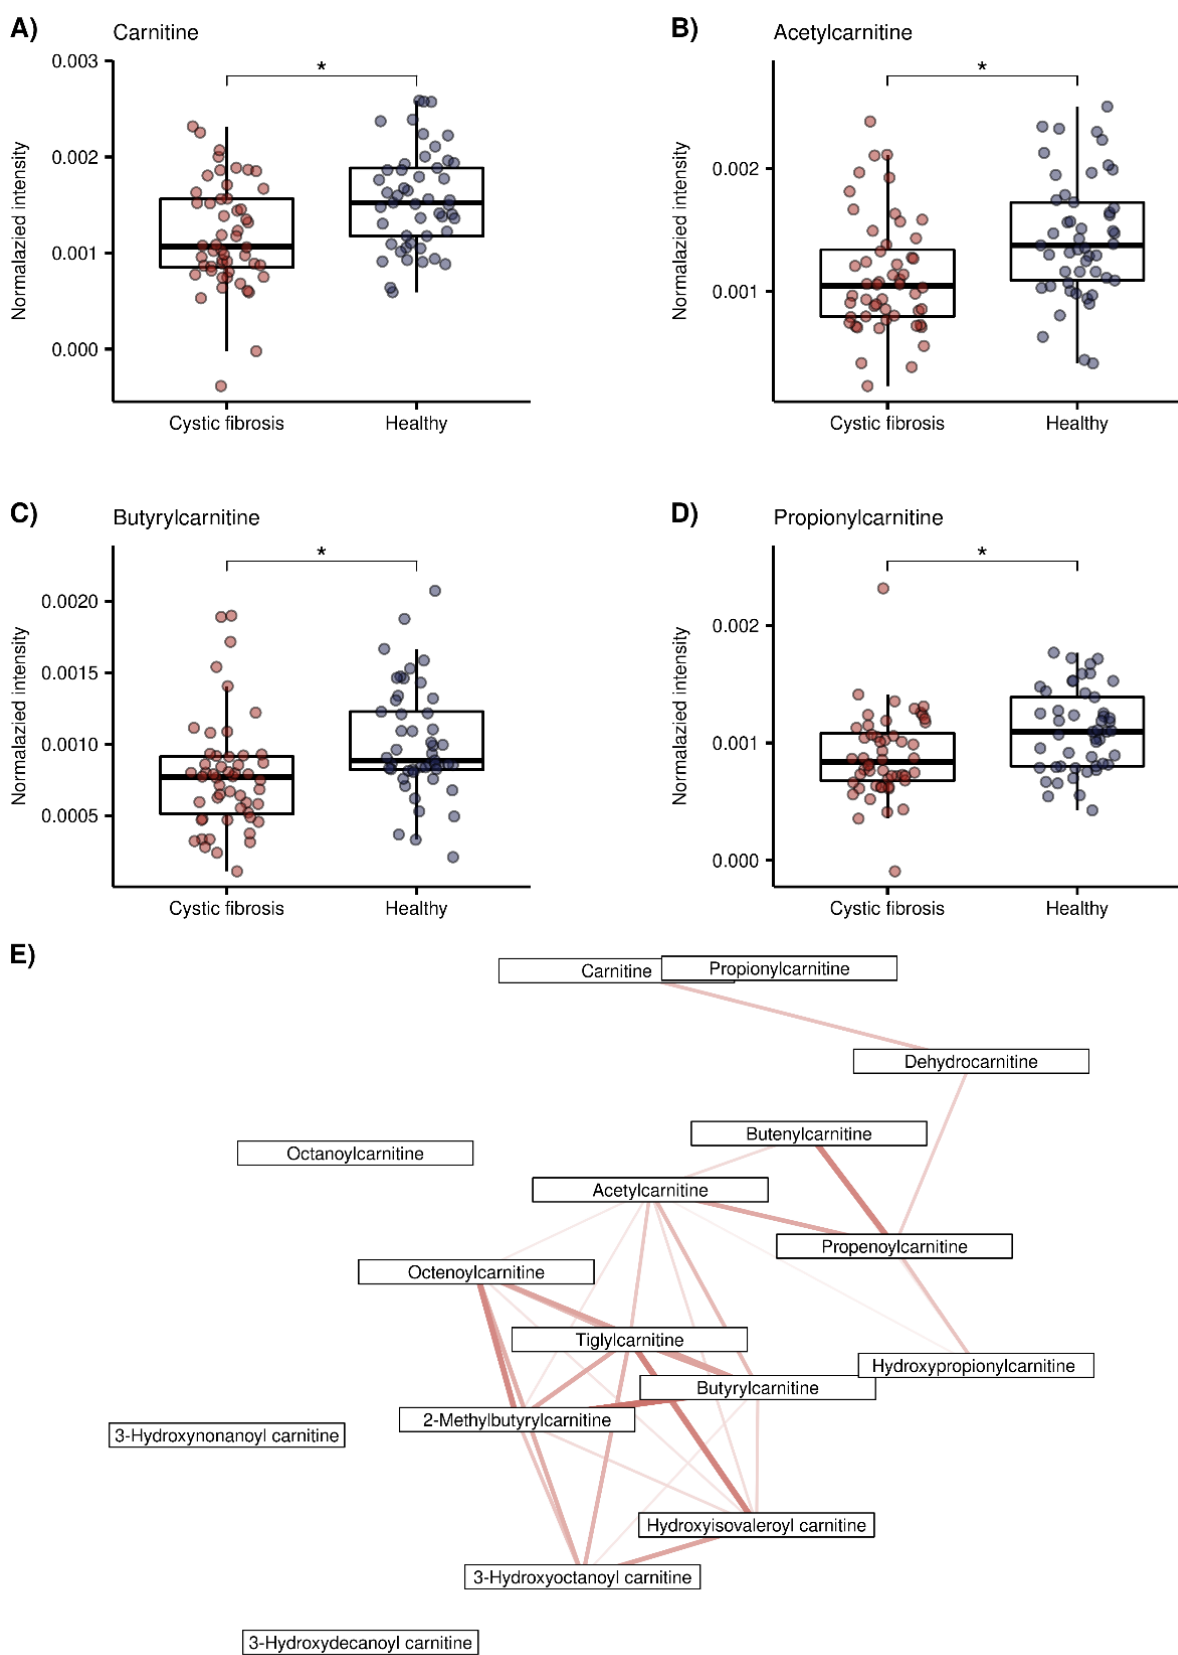 A)
Carnitine
0.003
0.002
0.001
0.000
Normalazied intensity
*
Cystic fibrosis
Healthy
B)
Acetylcarnitine
0.002
0.001
Normalazied intensity
*
Cystic fibrosis
Healthy
C)
Butyrylcarnitine
0.0020
0.0015
0.0010
0.0005
Normalazied intensity
*
Cystic fibrosis
Healthy
D)
Propionylcarnitine
0.002
0.001
0.000
Normalazied intensity
*
Cystic fibrosis
Healthy
E)
Carnitine
Propionylcarnitine
Dehydrocarnitine
Butenylcarnitine
Octanoylcarnitine
Acetylcarnitine
Propenoylcarnitine
Octenoylcarnitine
Tiglylcarnitine
Hydroxypropionylcarnitine
Butyrylcarnitine
2-Methylbutyrylcarnitine
3-Hydroxynonanoyl carnitine
Hydroxyisovaleroyl carnitine
3-Hydroxyoctanoyl carnitine
3-Hydroxydecanoyl carnitine